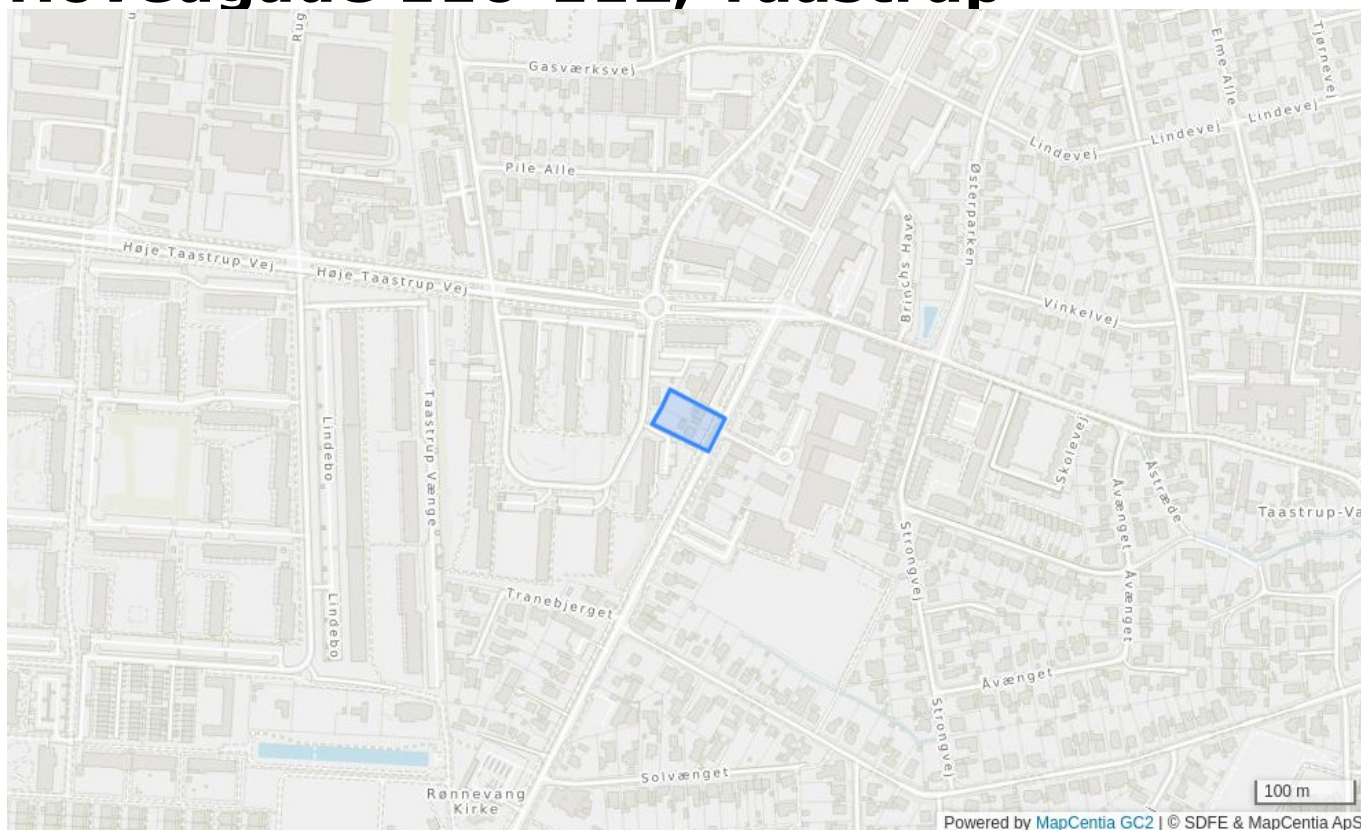 Taastrup
Rug
Gasværksvej
Elme Alle
Tjørnevej
Lindevej
Lindevej
Lindevej
Pile Alle
Østerparken
Brinchs Have
Høje Taastrup Vej
Høje Taastrup Vej
Vinkelvej
Lindebo
Taastrup Vænge
Skolevej
Åstræde
Åvænget
Taastrup-Va
Strongvej
Åvænget
Lindebo
Tranebjerget
Åvænget
Strongvej
Solvænget
Rønnevang
Kirke
100 m
Powered by MapCentia GC2 | © SDFE & MapCentia ApS